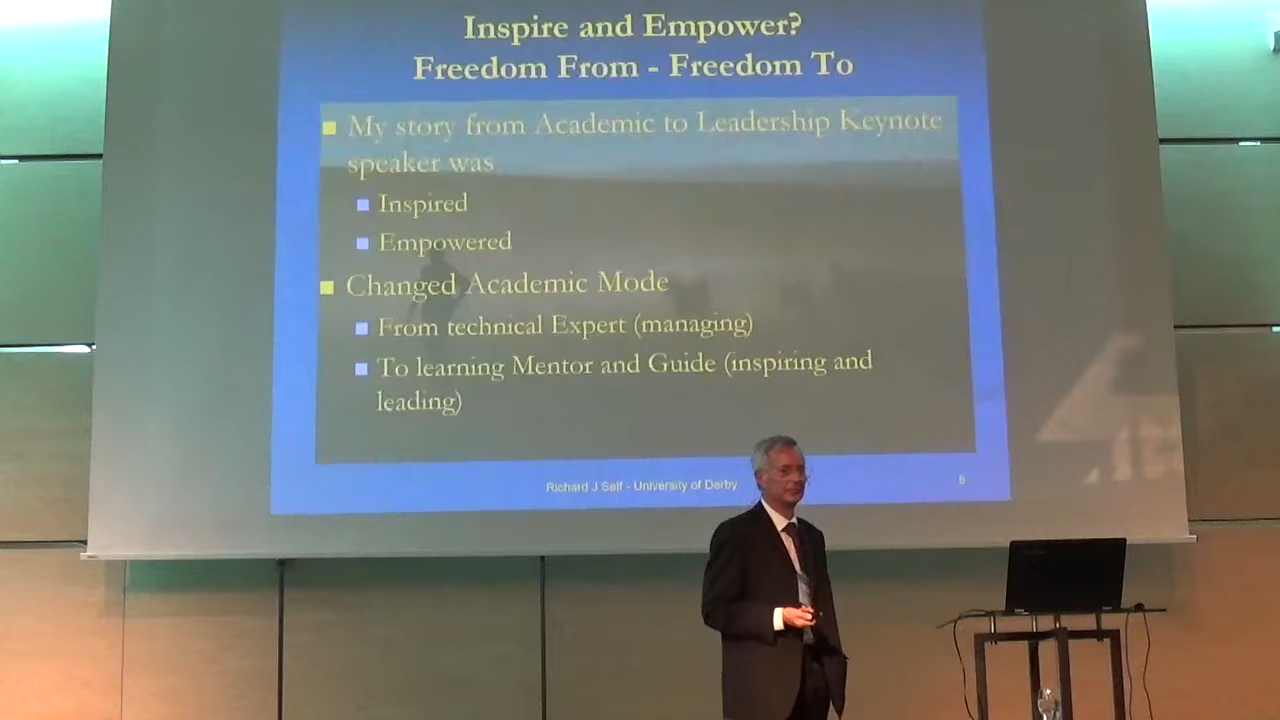 Inspire and Empower?
Freedom From - Freedom To
My story from Academic to Leadership Keynote
speaker was
Inspired
Empowered
Changed Academic Mode
From technical Expert (managing)
To learning Mentor and Guide (inspiring and
leading)
Richard J Self - University of Derby
6